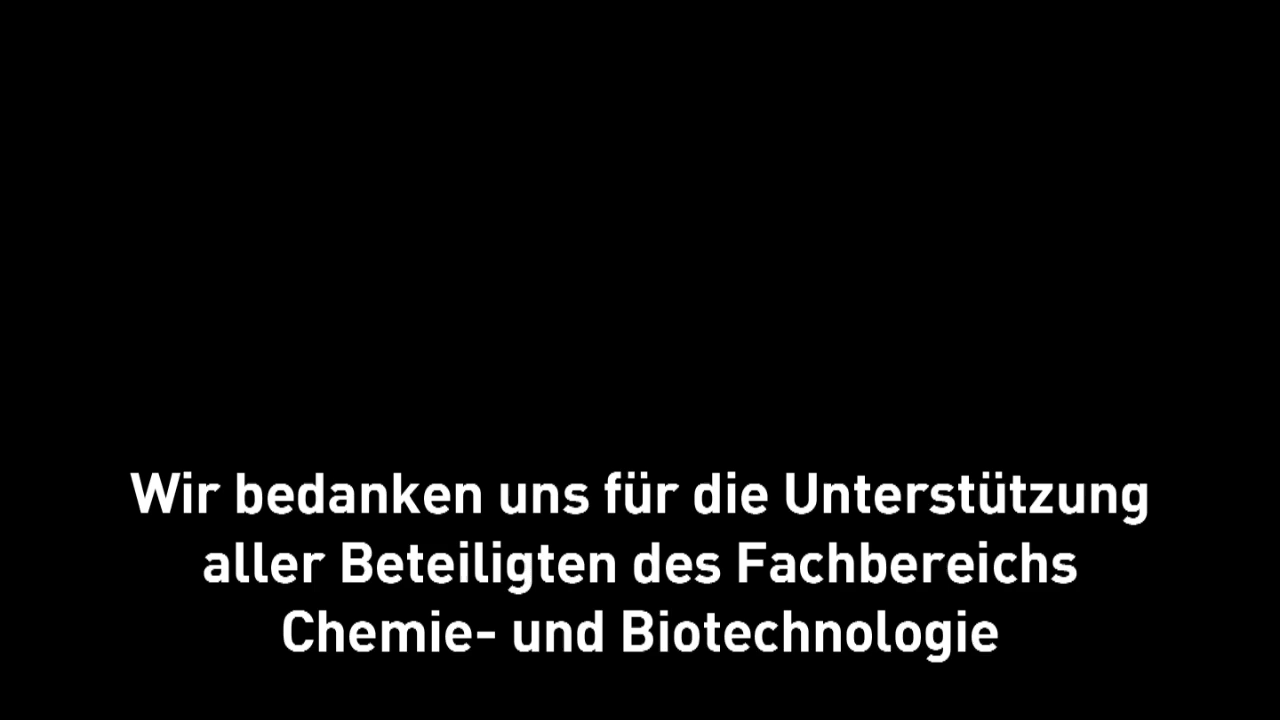 Wir bedanken uns für die Unterstützung
aller Beteiligten des Fachbereichs
Chemie- und Biotechnologie